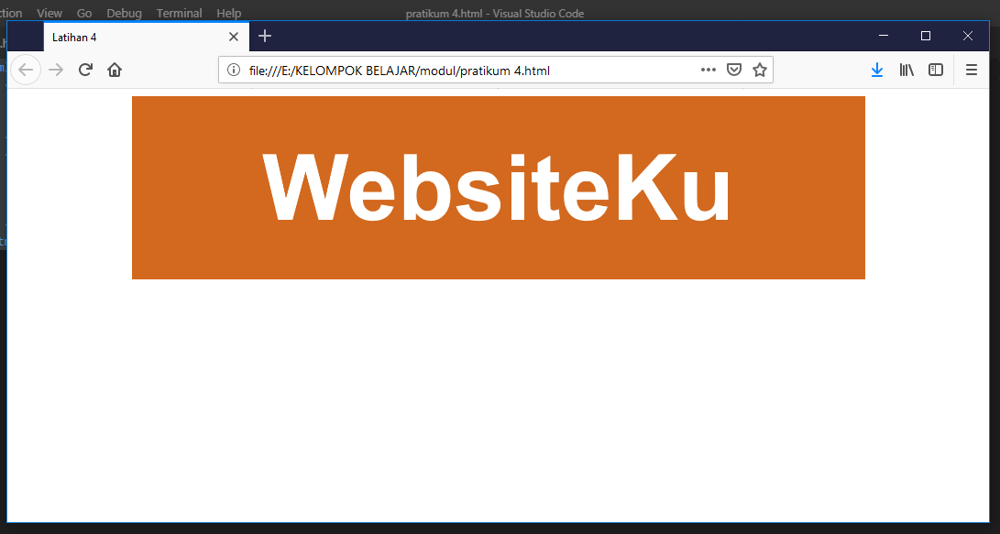 ction View Go Debug Terminal Help pratikum 4.html - Visual Studio Code
Latihan 4
file:///E:/KELOMPOK BELAJAR/modul/pratikum 4.html
WebsiteKu